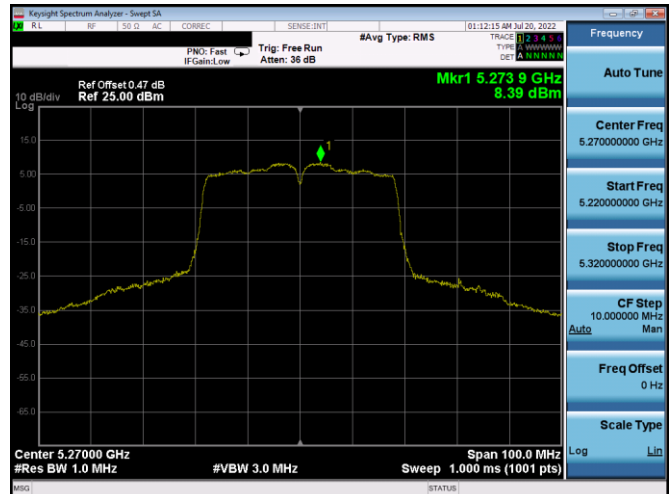 Keysight Spectrum Analyzer - Swept SA
RL RF 50 Ω AC CORREC SENSE:INT 01:12:15 AM Jul 20, 2022
#Avg Type: RMS
TRACE 1 2 3 4 5 6
TYPE A WWWWW
DET A N N N N N
PNO: Fast
IFGain:Low
Trig: Free Run
Atten: 36 dB
Ref Offset 0.47 dB
Ref 25.00 dBm
10 dB/div
Log
Mkr1 5.273 9 GHz
8.39 dBm
1
15.0
5.00
-5.00
-15.0
-25.0
-35.0
-45.0
-55.0
-65.0
Center 5.27000 GHz
Span 100.0 MHz
#Res BW 1.0 MHz
#VBW 3.0 MHz
Sweep 1.000 ms (1001 pts)
MSG
STATUS
Frequency
Auto Tune
Center Freq
5.270000000 GHz
Start Freq
5.220000000 GHz
Stop Freq
5.320000000 GHz
CF Step
10.000000 MHz
Auto Man
Freq Offset
0 Hz
Scale Type
Log Lin